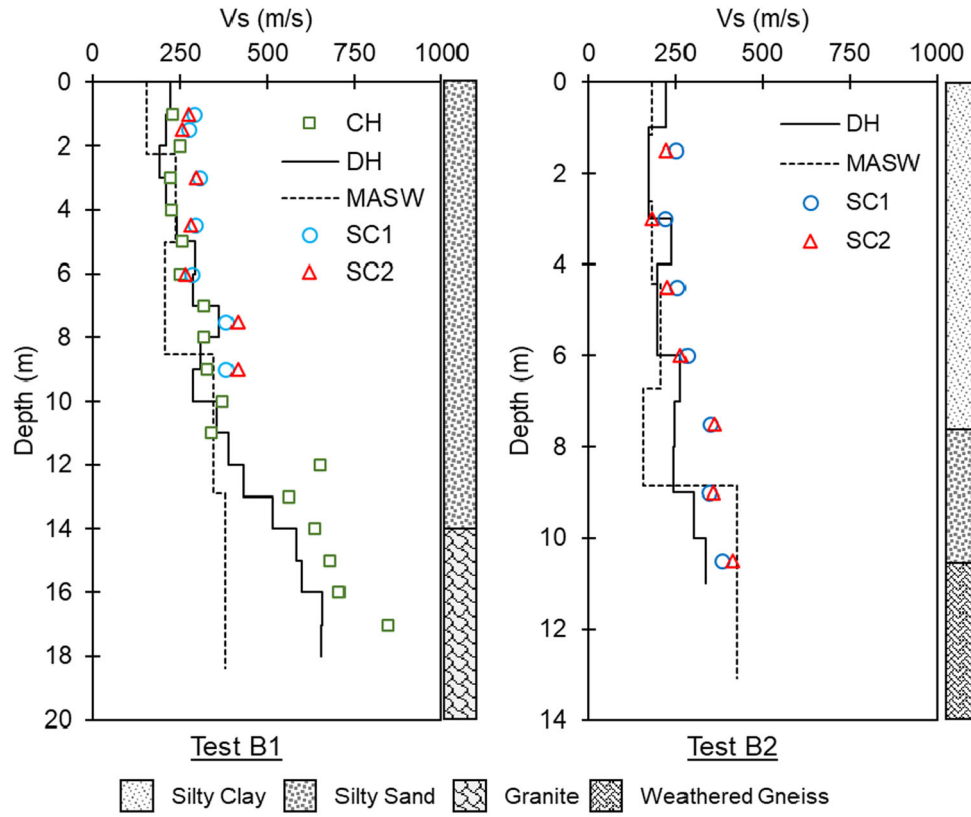 Vs (m/s)
0 250 500 750 1000
0
2
4
6
8
10
12
14
16
18
20
Depth (m)
CH
DH
MASW
SC1
SC2
Test B1
Vs (m/s)
0 250 500 750 1000
0
2
4
6
8
10
12
14
Depth (m)
DH
MASW
SC1
SC2
Test B2
Silty Clay Silty Sand Granite Weathered Gneiss